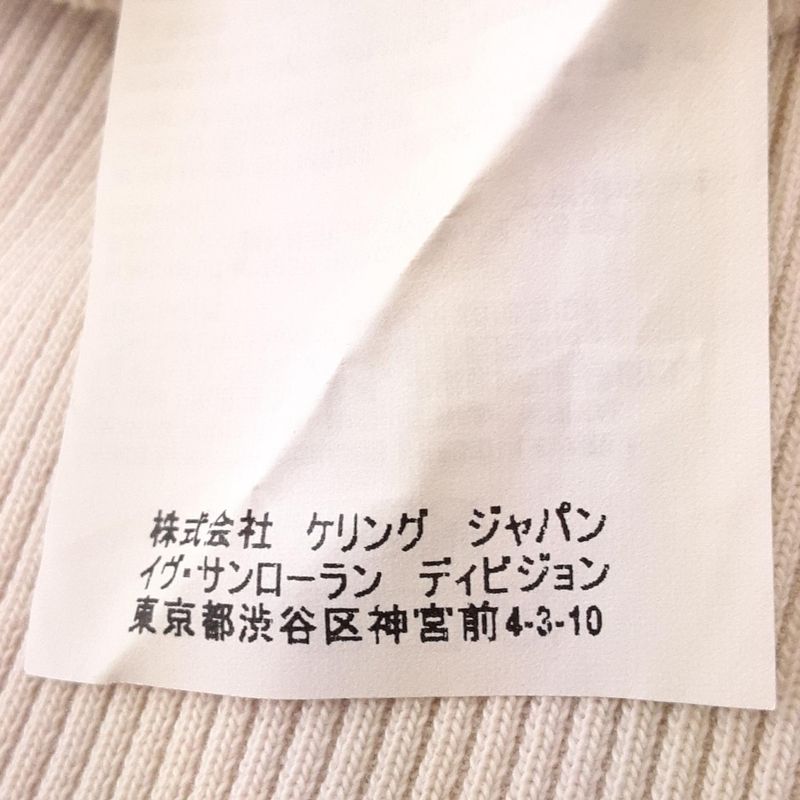 株式会社 ケリング ジャパン
イヴ・サンローラン ディビジョン
東京都渋谷区神宮前4-3-10